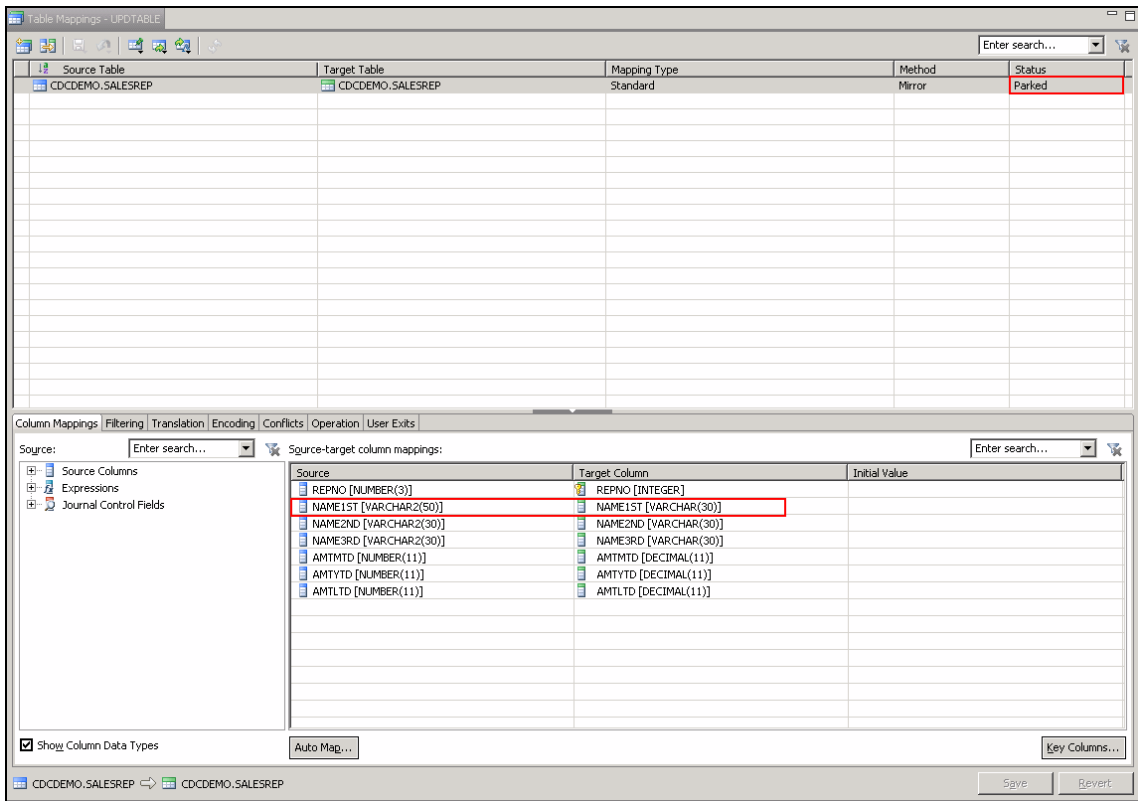 Table Mappings - UPDTABLE
Enter search...
Source Table Target Table Mapping Type Method Status
CDCDEMO.SALESREP CDCDEMO.SALESREP Standard Mirror Parked
Column Mappings Filtering Translation Encoding Conflicts Operation User Exits
Source: Enter search... Source-target column mappings: Enter search...
Source Columns
Expressions
Journal Control Fields
Source Target Column Initial Value
REPNO [NUMBER(3)] REPNO [INTEGER]
NAME1ST [VARCHAR2(50)] NAME1ST [VARCHAR(30)]
NAME2ND [VARCHAR2(30)] NAME2ND [VARCHAR(30)]
NAME3RD [VARCHAR2(30)] NAME3RD [VARCHAR(30)]
AMTMTD [NUMBER(11)] AMTMTD [DECIMAL(11)]
AMTYTD [NUMBER(11)] AMTYTD [DECIMAL(11)]
AMTLTD [NUMBER(11)] AMTLTD [DECIMAL(11)]
Show Column Data Types Auto Map... Key Columns...
CDCDEMO.SALESREP CDCDEMO.SALESREP Save Revert